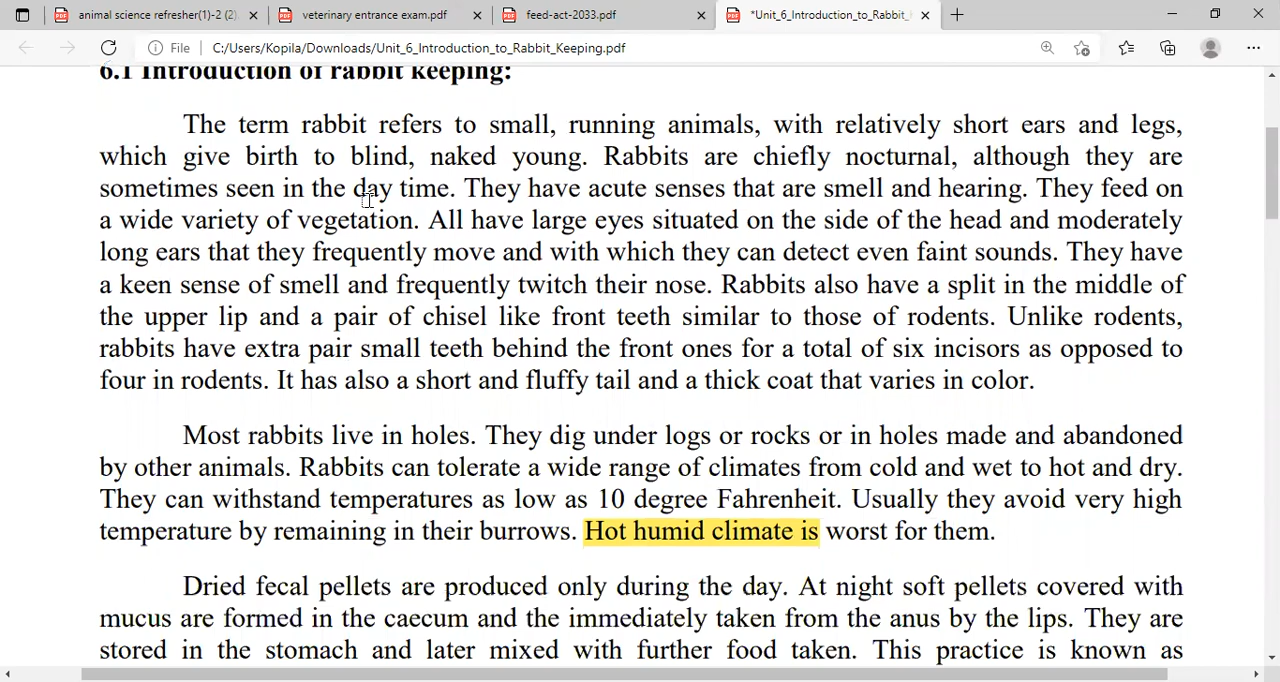 animal science refresher(1)-2 (2)
veterinary entrance exam.pdf
feed-act-2033.pdf
*Unit_6_Introduction_to_Rabbit_
File
C:/Users/Kopila/Downloads/Unit_6_Introduction_to_Rabbit_Keeping.pdf
6.1 Introduction of rabbit keeping:
The term rabbit refers to small, running animals, with relatively short ears and legs,
which give birth to blind, naked young. Rabbits are chiefly nocturnal, although they are
sometimes seen in the day time. They have acute senses that are smell and hearing. They feed on
a wide variety of vegetation. All have large eyes situated on the side of the head and moderately
long ears that they frequently move and with which they can detect even faint sounds. They have
a keen sense of smell and frequently twitch their nose. Rabbits also have a split in the middle of
the upper lip and a pair of chisel like front teeth similar to those of rodents. Unlike rodents,
rabbits have extra pair small teeth behind the front ones for a total of six incisors as opposed to
four in rodents. It has also a short and fluffy tail and a thick coat that varies in color.
Most rabbits live in holes. They dig under logs or rocks or in holes made and abandoned
by other animals. Rabbits can tolerate a wide range of climates from cold and wet to hot and dry.
They can withstand temperatures as low as 10 degree Fahrenheit. Usually they avoid very high
temperature by remaining in their burrows. Hot humid climate is worst for them.
Dried fecal pellets are produced only during the day. At night soft pellets covered with
mucus are formed in the caecum and the immediately taken from the anus by the lips. They are
stored in the stomach and later mixed with further food taken. This practice is known as